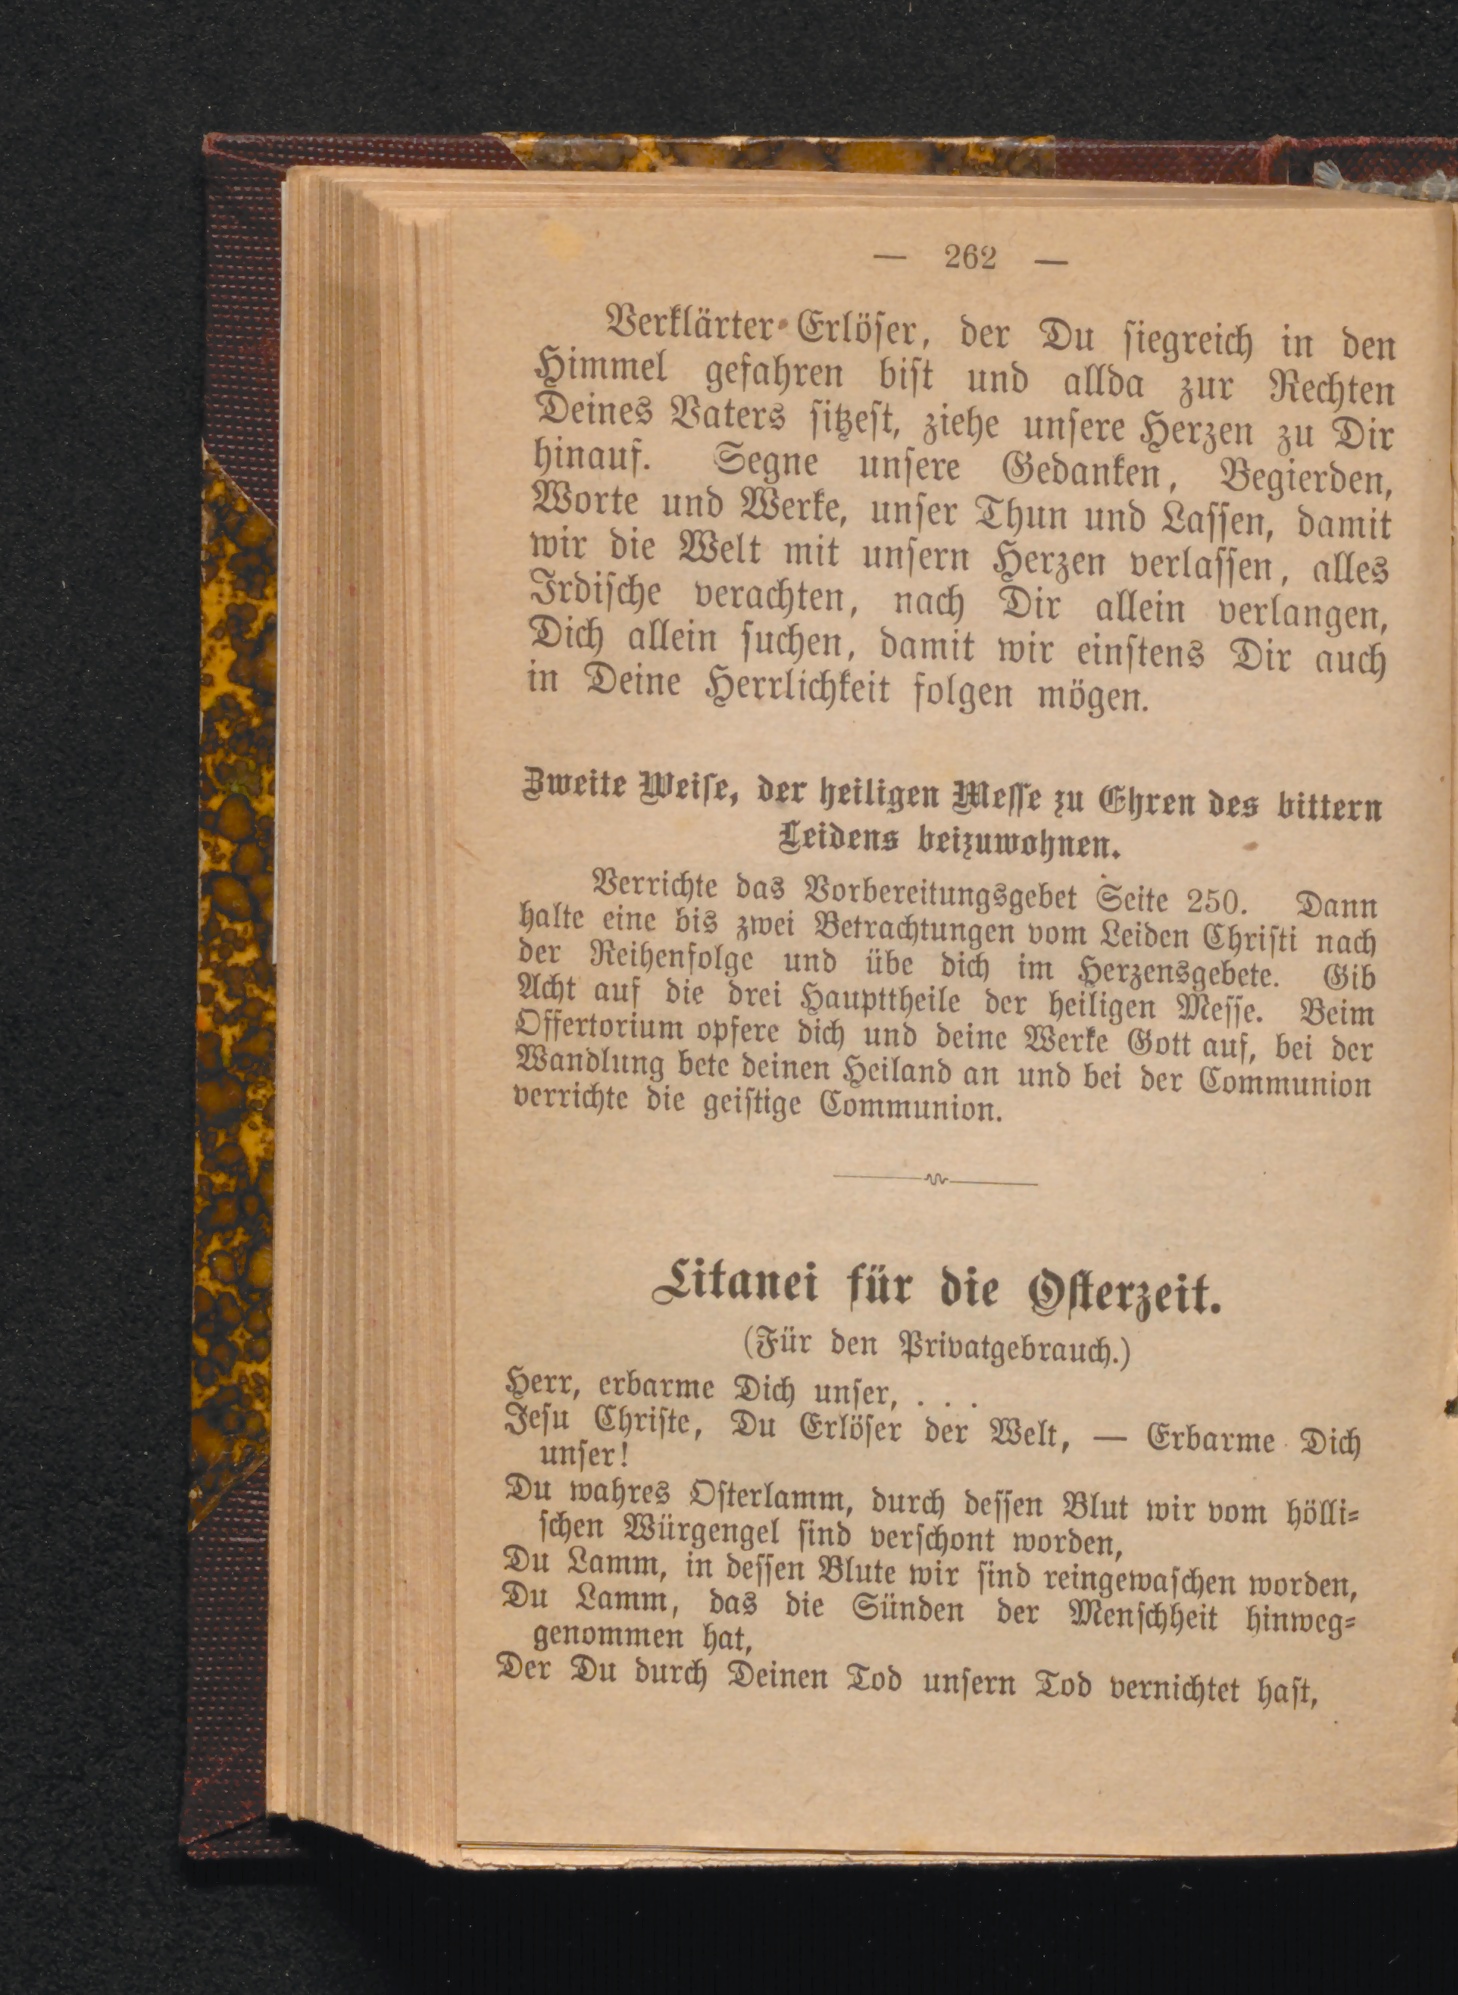 — 262 —
Verklärter Erlöser, der Du siegreich in den
Himmel gefahren bist und allda zur Rechten
Deines Vaters sitzest, ziehe unsere Herzen zu Dir
hinauf. Segne unsere Gedanken, Begierden,
Worte und Werke, unser Thun und Lassen, damit
wir die Welt mit unsern Herzen verlassen, alles
Irdische verachten, nach Dir allein verlangen,
Dich allein suchen, damit wir einstens Dir auch
in Deine Herrlichkeit folgen mögen.
Zweite Weise, der heiligen Messe zu Ehren des bittern
Leidens beizuwohnen.
Verrichte das Vorbereitungsgebet Seite 250. Dann
halte eine bis zwei Betrachtungen vom Leiden Christi nach
der Reihenfolge und übe dich im Herzensgebete. Gib
Acht auf die drei Haupttheile der heiligen Messe. Beim
Offertorium opfere dich und deine Werke Gott auf, bei der
Wandlung bete deinen Heiland an und bei der Communion
verrichte die geistige Communion.
Litanei für die Osterzeit.
(Für den Privatgebrauch.)
Herr, erbarme Dich unser, . . .
Jesu Christe, Du Erlöser der Welt, — Erbarme Dich
unser!
Du wahres Osterlamm, durch dessen Blut wir vom hölli-
schen Würgengel sind verschont worden,
Du Lamm, in dessen Blute wir sind reingewaschen worden,
Du Lamm, das die Sünden der Menschheit hinweg-
genommen hat,
Der Du durch Deinen Tod unsern Tod vernichtet hast,